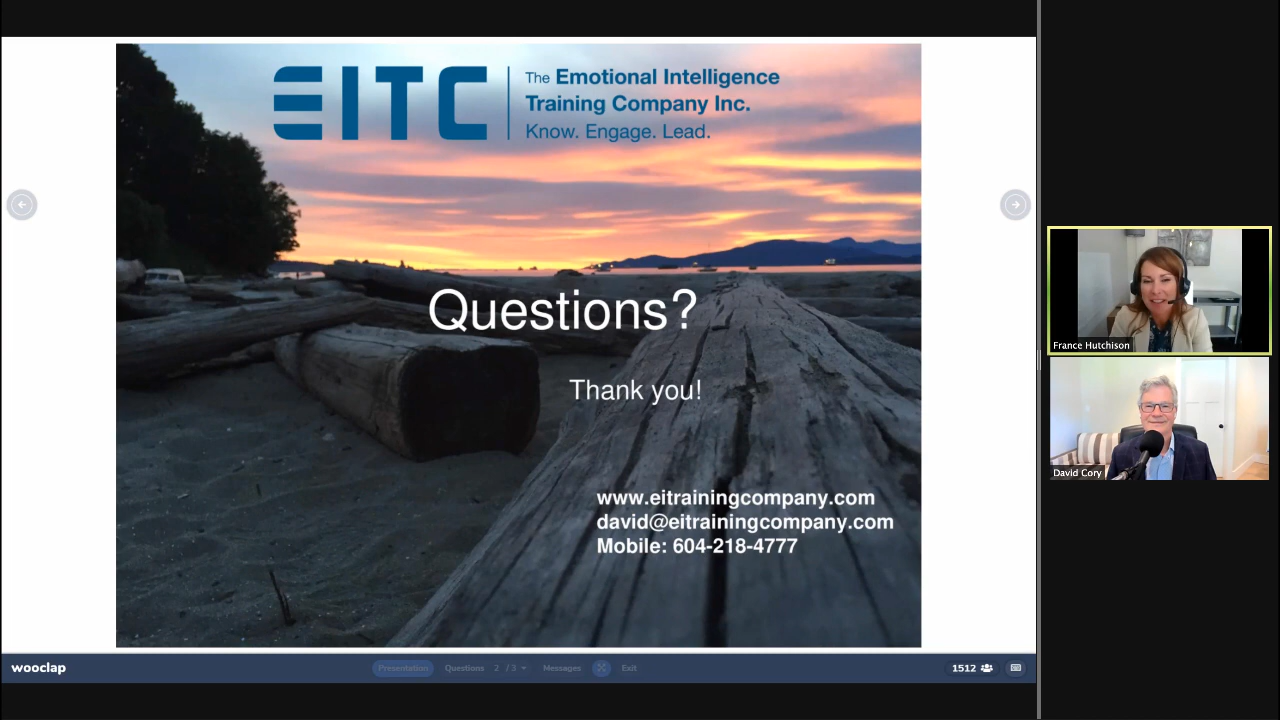 EITC
The Emotional Intelligence
Training Company Inc.
Know. Engage. Lead.
Questions?
Thank you!
www.eitrainingcompany.com
david@eitrainingcompany.com
Mobile: 604-218-4777
France Hutchison
David Cory
wooclap
Presentation Questions 2 / 3 Messages Exit
1512